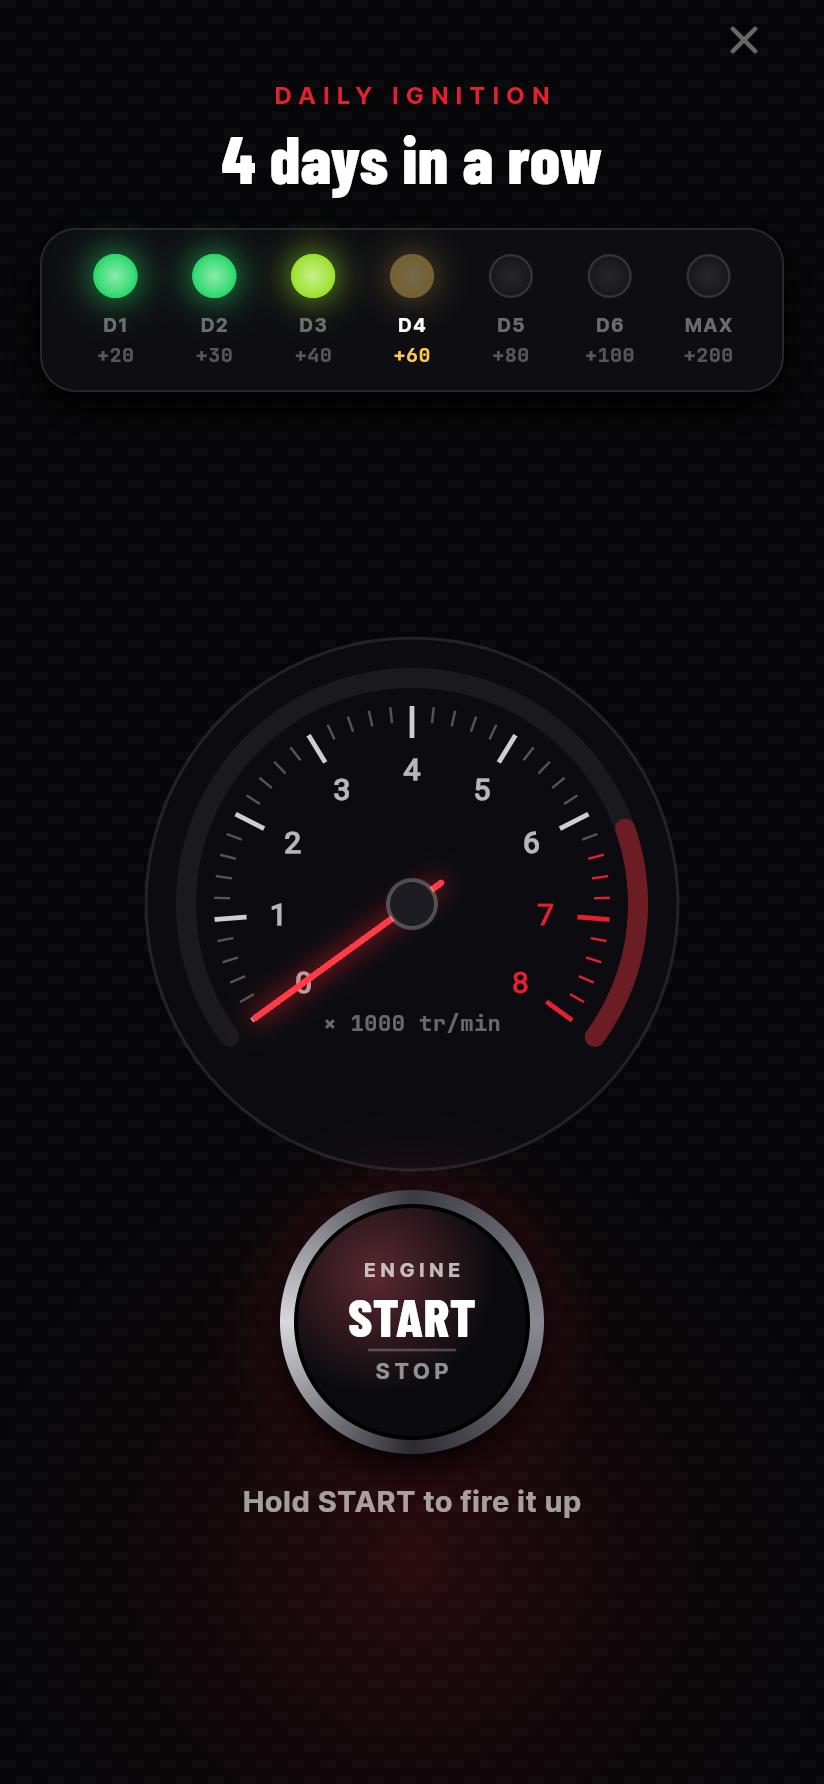 DAILY IGNITION
4 days in a row
D1 D2 D3 D4 D5 D6 MAX
+20 +30 +40 +60 +80 +100 +200
4
3 5
2 6
1 7
0 8
× 1000 tr/min
ENGINE
START
STOP
Hold START to fire it up